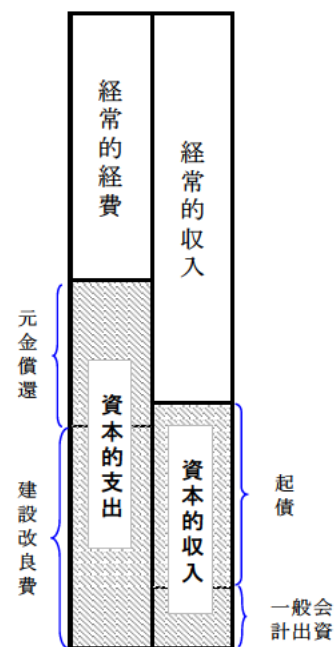 経常的経費
経常的収入
元金償還
資本的支出
建設改良費
資本的収入
起債
一般会
計出資